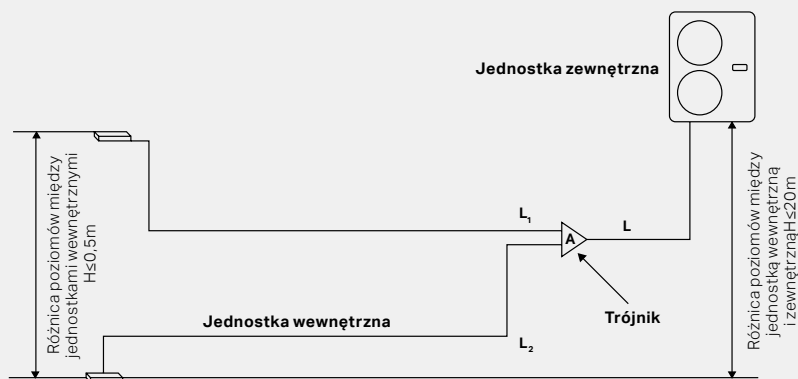 Jednostka zewnętrzna
Różnica poziomów między
jednostkami wewnętrznymi
H≤0,5m
L₁
A
L
Różnica poziomów między
jednostką wewnętrzną
i zewnętrznąH≤20m
Jednostka wewnętrzna
Trójnik
L₂